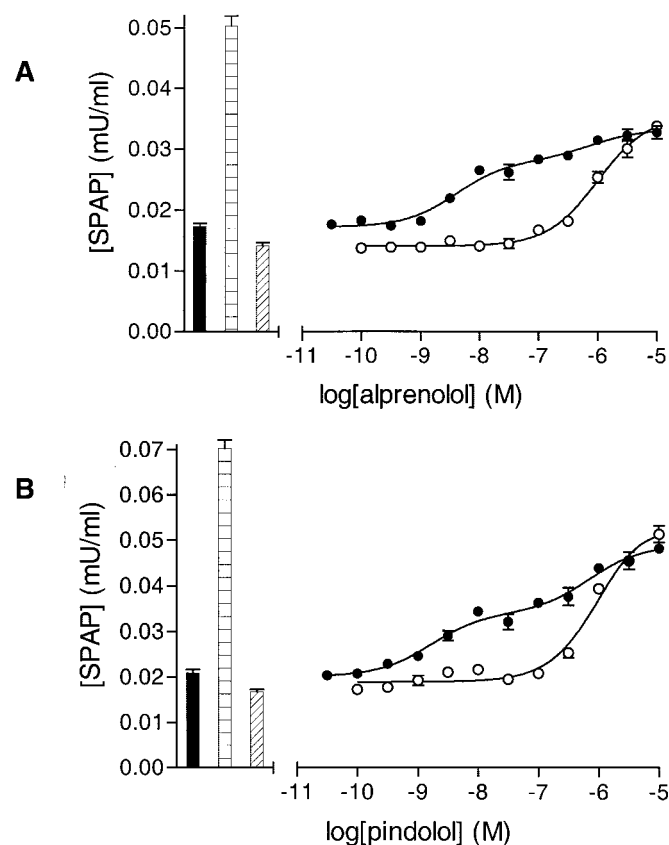 A
[SPAP] (mU/ml)
0.05
0.04
0.03
0.02
0.01
0.00
-11 -10 -9 -8 -7 -6 -5
log[alprenolol] (M)
B
[SPAP] (mU/ml)
0.07
0.06
0.05
0.04
0.03
0.02
0.01
0.00
-11 -10 -9 -8 -7 -6 -5
log[pindolol] (M)